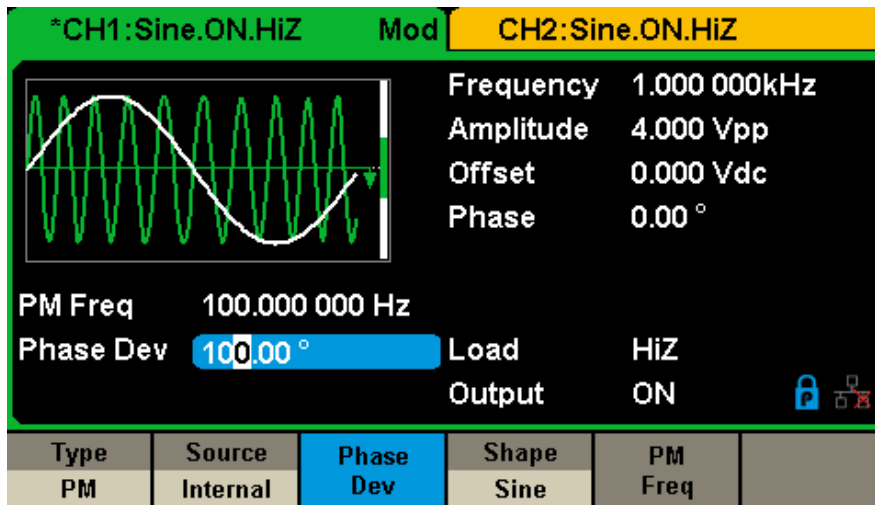 *CH1:Sine.ON.HiZ Mod CH2:Sine.ON.HiZ
Frequency 1.000 000kHz
Amplitude 4.000 Vpp
Offset 0.000 Vdc
Phase 0.00 °
PM Freq 100.000 000 Hz
Phase Dev 100.00 °
Load HiZ
Output ON
P
Type Source Phase Dev Shape PM Freq
PM Internal Sine